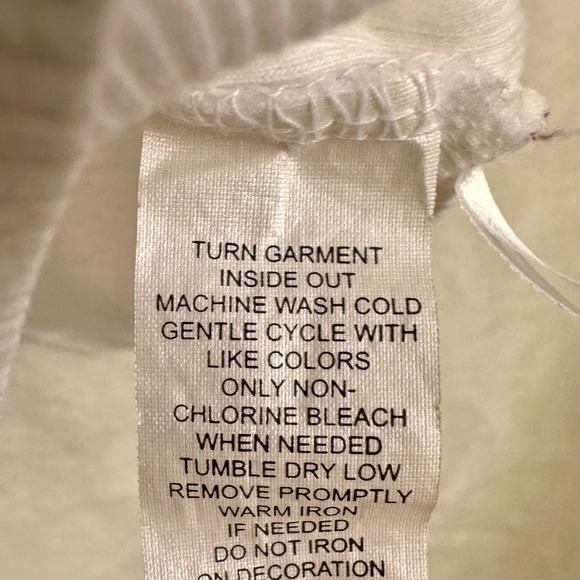 TURN GARMENT
INSIDE OUT
MACHINE WASH COLD
GENTLE CYCLE WITH
LIKE COLORS
ONLY NON-
CHLORINE BLEACH
WHEN NEEDED
TUMBLE DRY LOW
REMOVE PROMPTLY
WARM IRON
IF NEEDED
DO NOT IRON
ON DECORATION